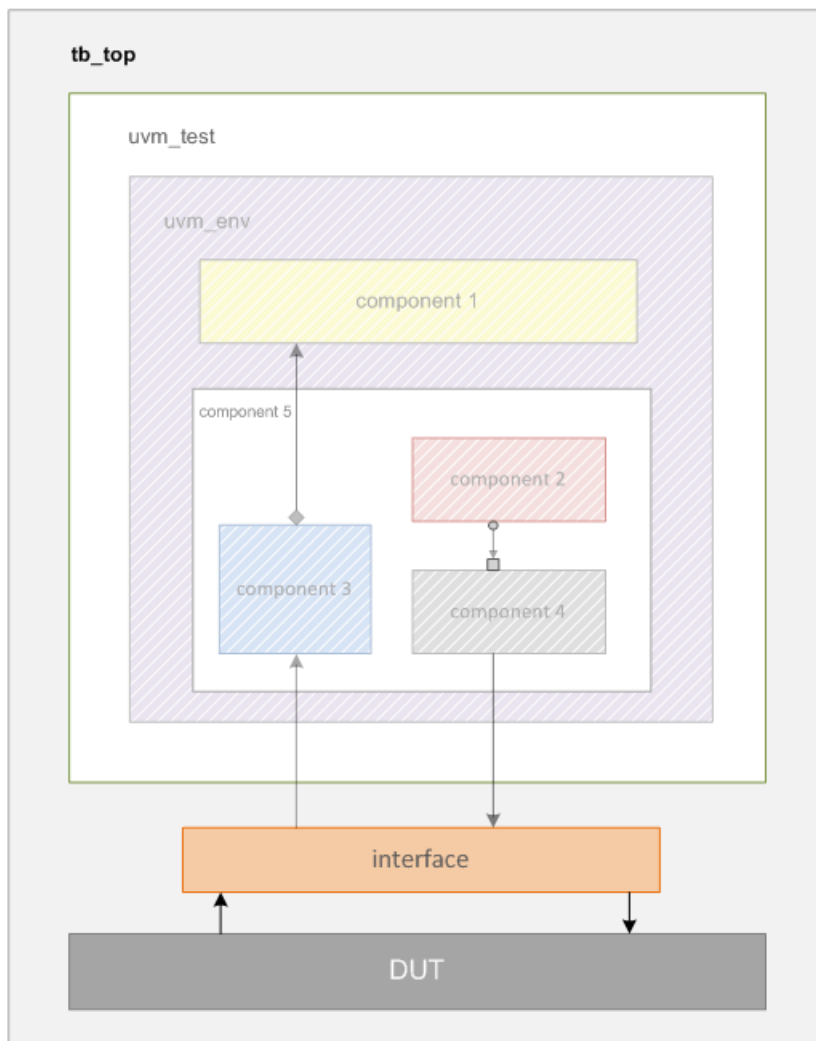 tb_top
uvm_test
uvm_env
component 1
component 5
component 2
component 3
component 4
interface
DUT